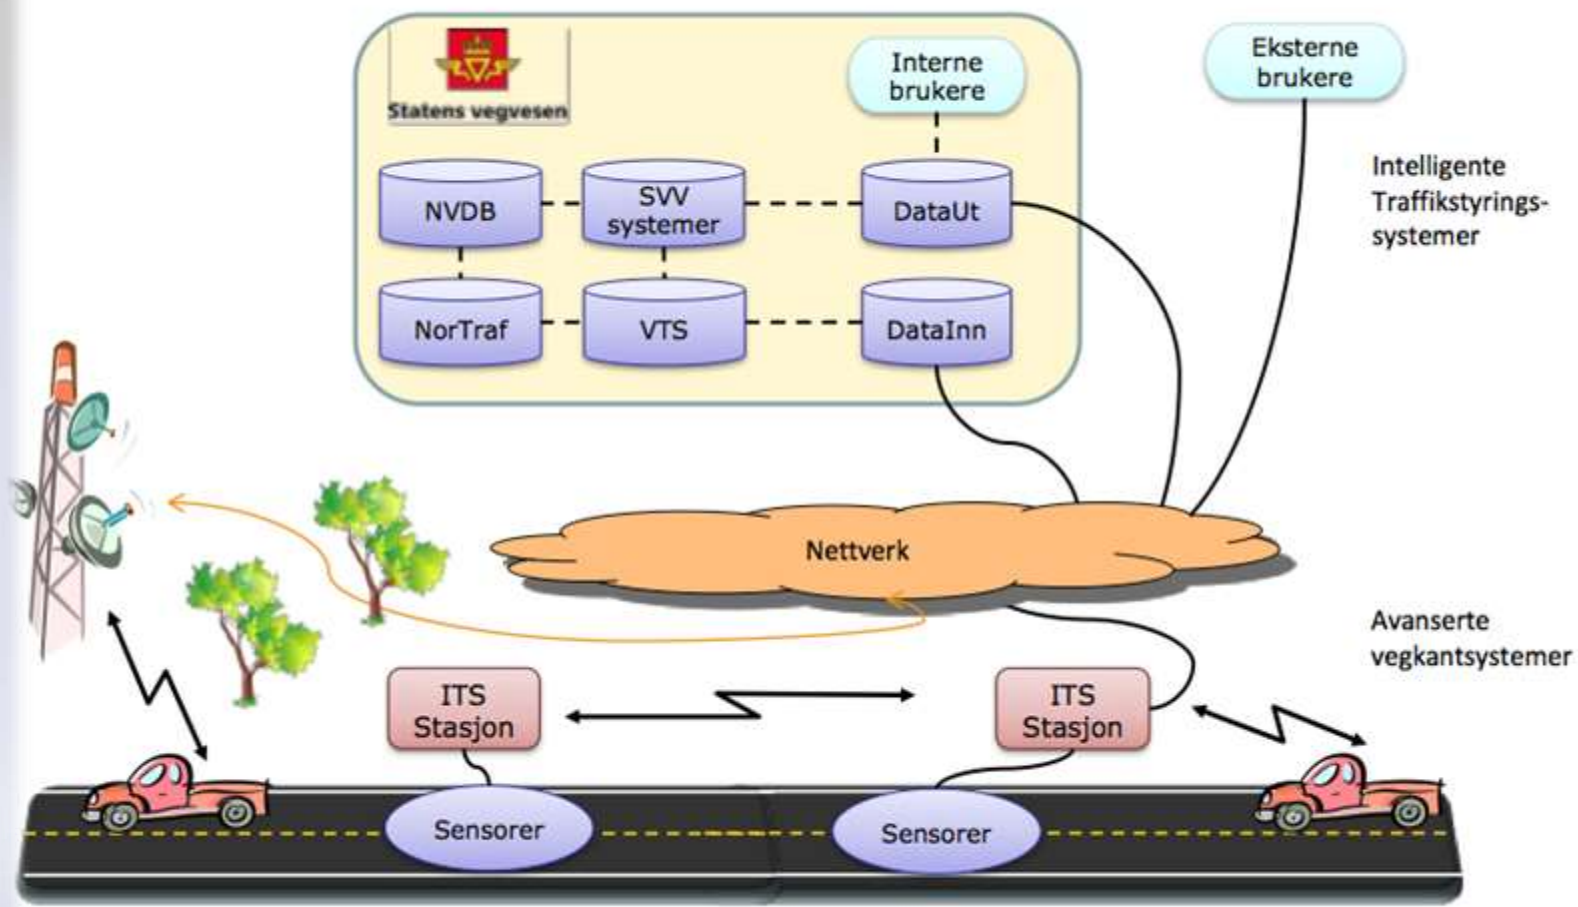 Statens vegvesen
Interne
brukere
Eksterne
brukere
NVDB
SVV
systemer
DataUt
NorTraf
VTS
DataInn
Intelligente
Traffikstyrings-
systemer
Nettverk
Avanserte
vegkantsystemer
ITS
Stasjon
ITS
Stasjon
Sensorer
Sensorer